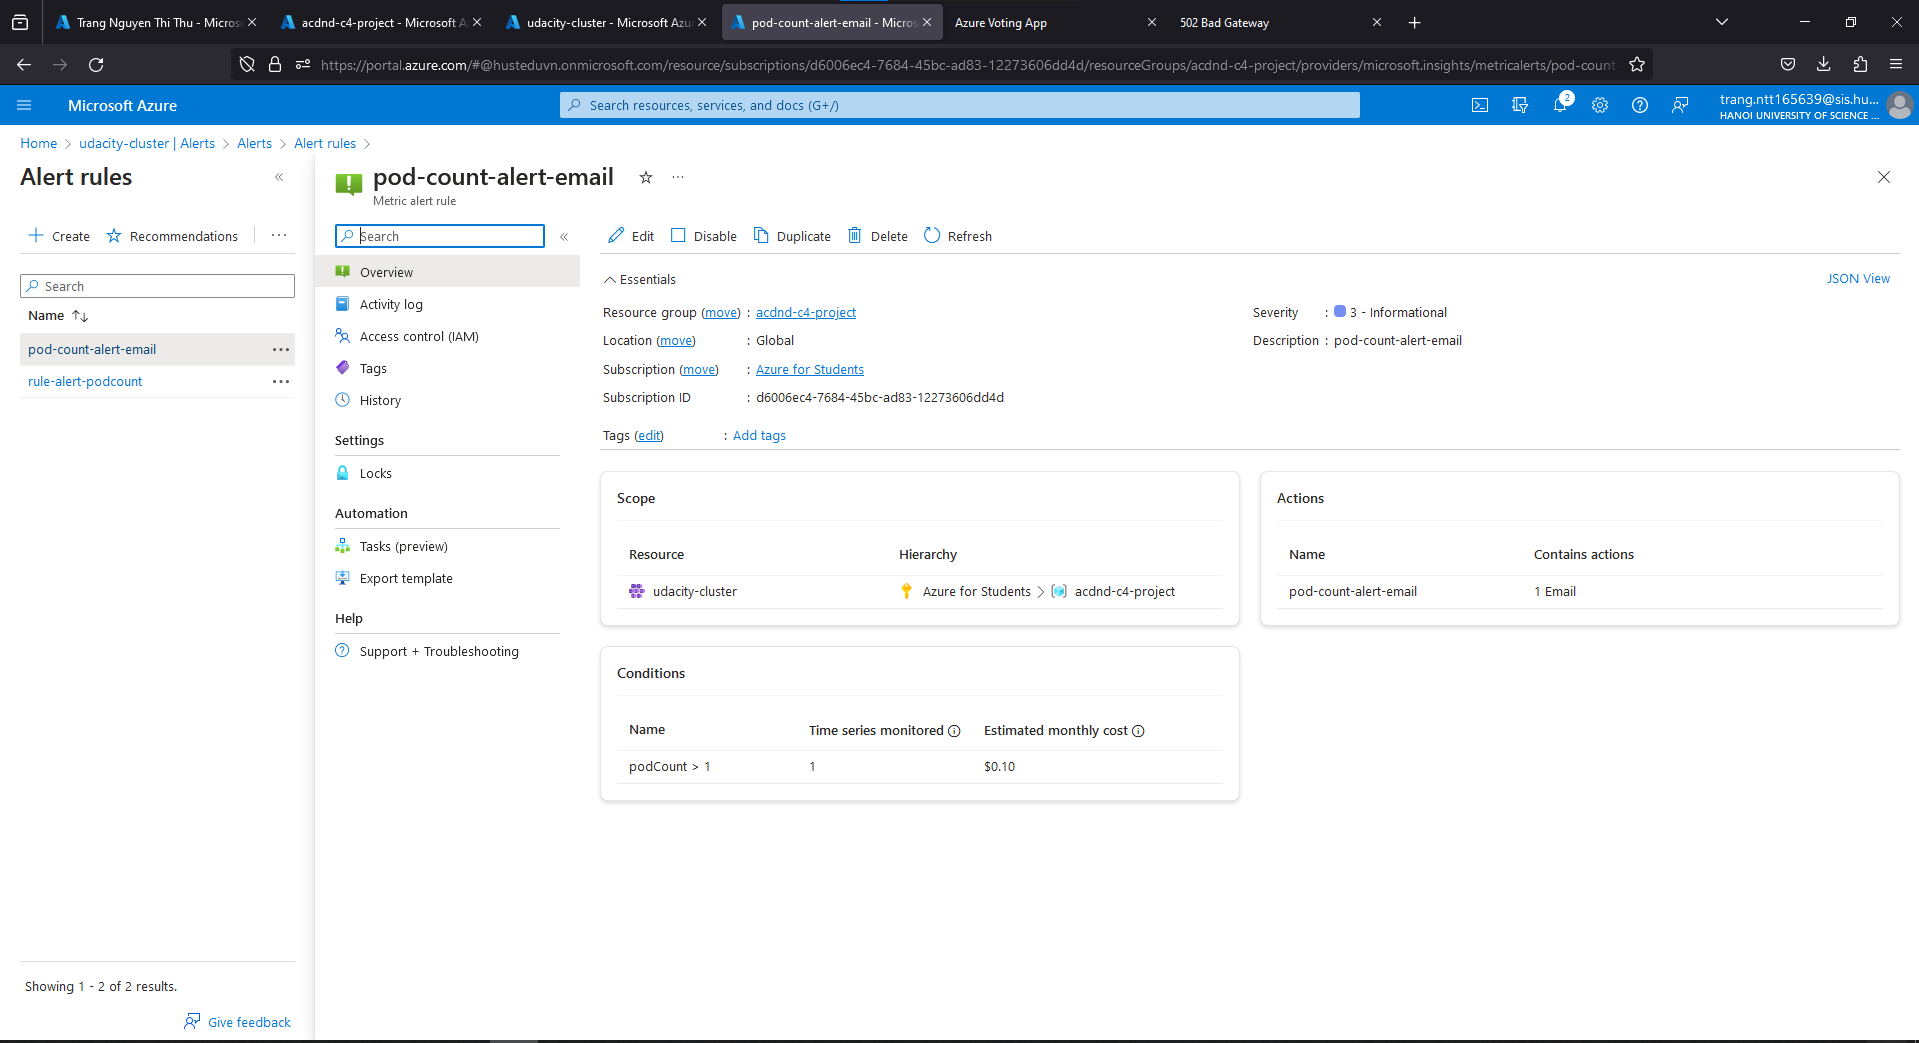 Trang Nguyen Thi Thu - Micros
acdnd-c4-project - Microsoft A
udacity-cluster - Microsoft Azu
pod-count-alert-email - Micros
Azure Voting App
502 Bad Gateway
https://portal.azure.com/#@husteduvn.onmicrosoft.com/resource/subscriptions/d6006ec4-7684-45bc-ad83-12273606dd4d/resourceGroups/acdnd-c4-project/providers/microsoft.insights/metricalerts/pod-count-
Microsoft Azure
Search resources, services, and docs (G+/)
2
trang.ntt165639@sis.hu...
HANOI UNIVERSITY OF SCIENCE ...
Home > udacity-cluster | Alerts > Alerts > Alert rules >
Alert rules
«
+ Create
Recommendations
...
Search
Name ↑↓
pod-count-alert-email ...
rule-alert-podcount ...
Showing 1 - 2 of 2 results.
Give feedback
pod-count-alert-email
...
Metric alert rule
Search
«
Overview
Activity log
Access control (IAM)
Tags
History
Settings
Locks
Automation
Tasks (preview)
Export template
Help
Support + Troubleshooting
Edit
Disable
Duplicate
Delete
Refresh
Essentials
JSON View
Resource group (move) : acdnd-c4-project
Location (move) : Global
Subscription (move) : Azure for Students
Subscription ID : d6006ec4-7684-45bc-ad83-12273606dd4d
Tags (edit) : Add tags
Severity : 3 - Informational
Description : pod-count-alert-email
Scope
Resource Hierarchy
udacity-cluster Azure for Students > acdnd-c4-project
Actions
Name Contains actions
pod-count-alert-email 1 Email
Conditions
Name Time series monitored Estimated monthly cost
podCount > 1 1 $0.10